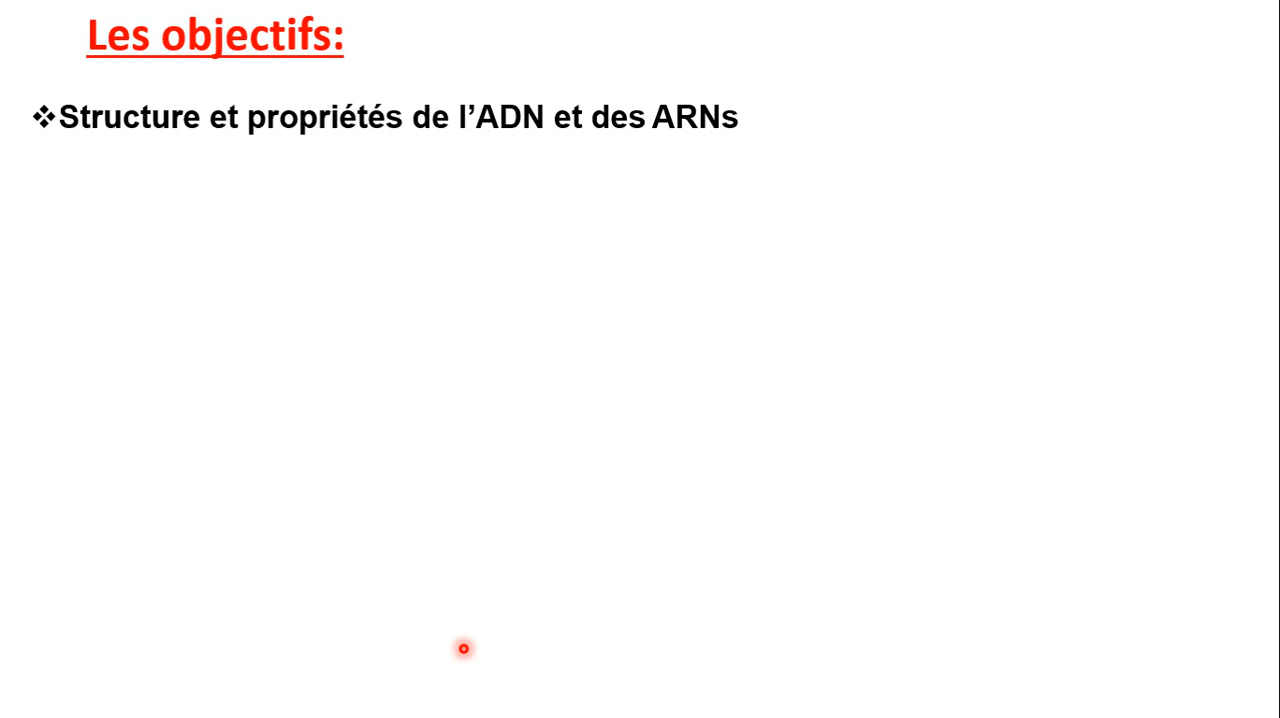 Les objectifs:
❖Structure et propriétés de l’ADN et des ARNs